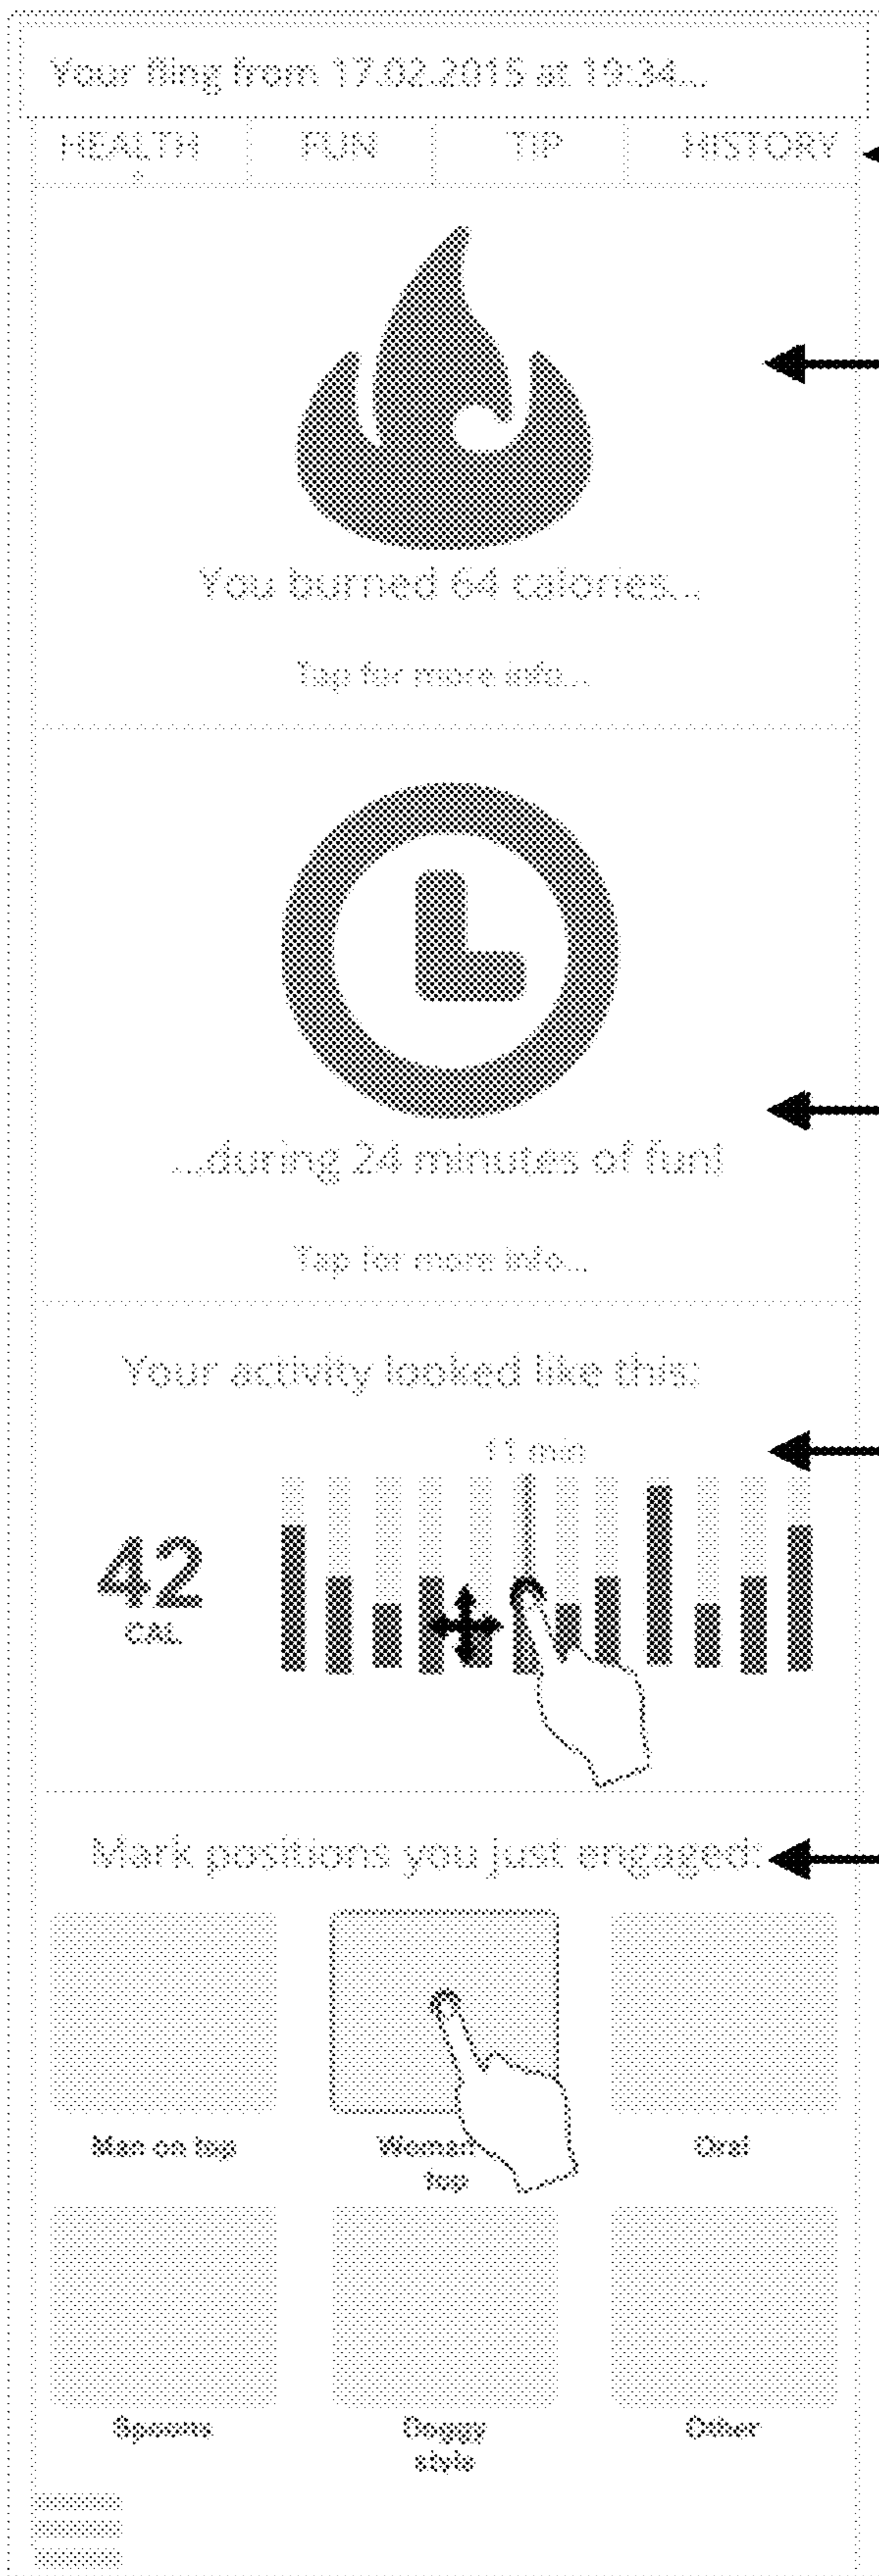 Your fling from 17.02.2015 at 19:34...
HEALTH FUN TIP HISTORY
You burned 64 calories...
Tap for more info...
...during 24 minutes of fun!
Tap for more info...
Your activity looked like this:
11 min
42
CAL
Mark positions you just engaged:
Man on top Woman Oral
top
Spoons Doggy Other
style